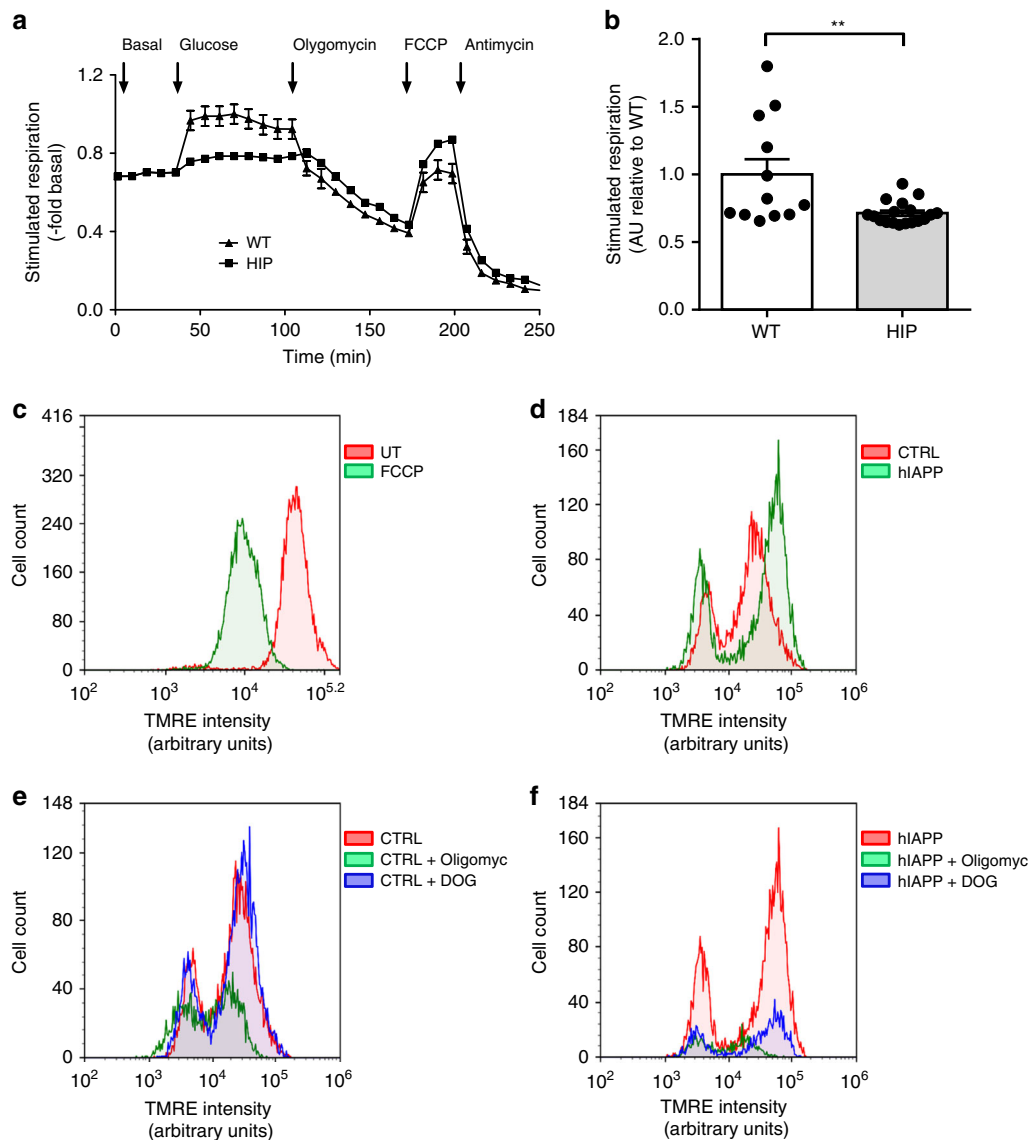 a
Basal Glucose Olygomycin FCCP Antimycin
Stimulated respiration
(-fold basal)
1.2
0.8
0.4
0.0
WT
HIP
0 50 100 150 200 250
Time (min)
b
**
Stimulated respiration
(AU relative to WT)
2.0
1.5
1.0
0.5
0.0
WT HIP
c
416
320
240
160
80
0
Cell count
UT
FCCP
10^2 10^3 10^4 10^5.2
TMRE intensity
(arbitrary units)
d
184
160
120
80
40
0
Cell count
CTRL
hIAPP
10^2 10^3 10^4 10^5 10^6
TMRE intensity
(arbitrary units)
e
148
120
80
40
0
Cell count
CTRL
CTRL + Oligomyc
CTRL + DOG
10^2 10^3 10^4 10^5 10^6
TMRE intensity
(arbitrary units)
f
184
160
120
80
40
0
Cell count
hIAPP
hIAPP + Oligomyc
hIAPP + DOG
10^2 10^3 10^4 10^5 10^6
TMRE intensity
(arbitrary units)